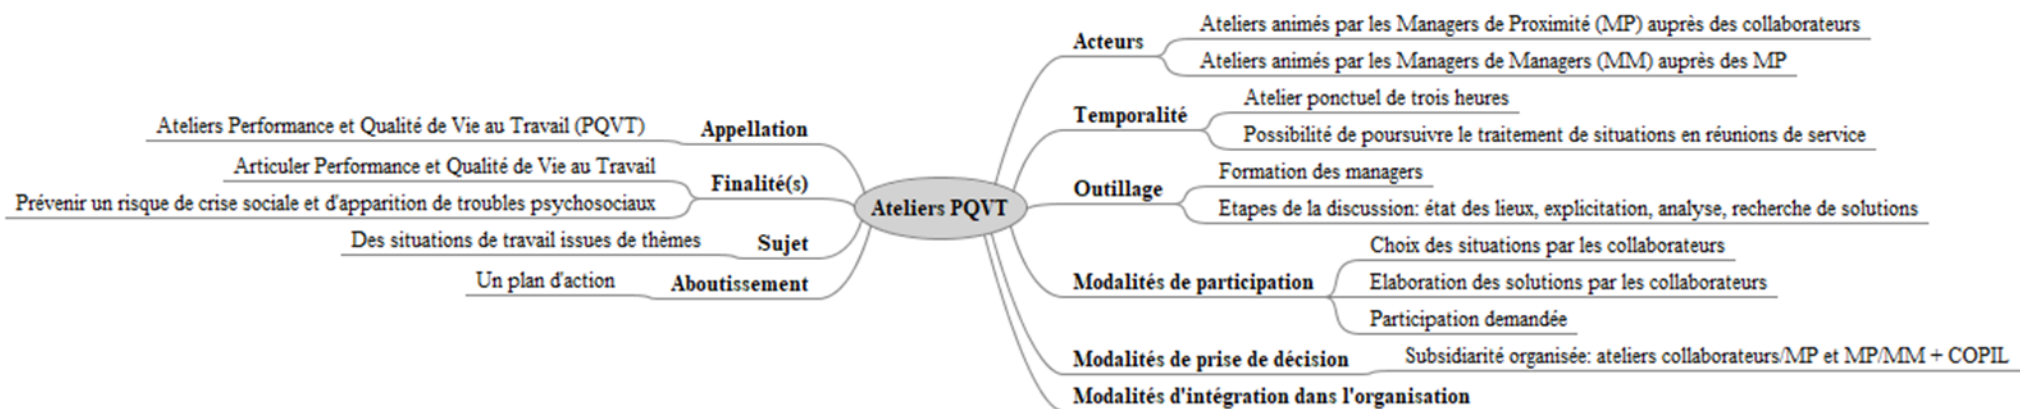 Ateliers PQVT
Appellation
Ateliers Performance et Qualité de Vie au Travail (PQVT)
Finalité(s)
Articuler Performance et Qualité de Vie au Travail
Prévenir un risque de crise sociale et d'apparition de troubles psychosociaux
Sujet
Des situations de travail issues de thèmes
Aboutissement
Un plan d'action
Acteurs
Ateliers animés par les Managers de Proximité (MP) auprès des collaborateurs
Ateliers animés par les Managers de Managers (MM) auprès des MP
Temporalité
Atelier ponctuel de trois heures
Possibilité de poursuivre le traitement de situations en réunions de service
Outillage
Formation des managers
Etapes de la discussion: état des lieux, explicitation, analyse, recherche de solutions
Modalités de participation
Choix des situations par les collaborateurs
Elaboration des solutions par les collaborateurs
Participation demandée
Modalités de prise de décision
Subsidiarité organisée: ateliers collaborateurs/MP et MP/MM + COPIL
Modalités d'intégration dans l'organisation